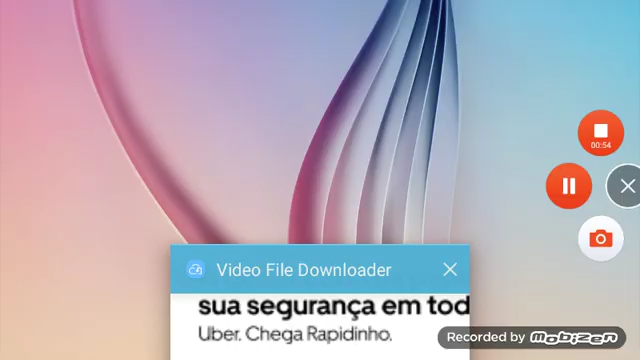 00:54
Video File Downloader
sua segurança em tod
Uber. Chega Rapidinho.
Recorded by mobizen